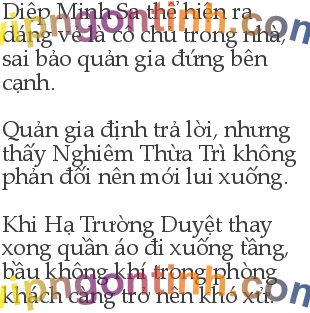 Diệp Minh Sa thể hiện ra
dáng vẻ là cô chủ trong nhà,
sai bảo quản gia đứng bên
cạnh.
Quản gia định trả lời, nhưng
thấy Nghiêm Thừa Trì không
phản đối nên mới lui xuống.
Khi Hạ Trường Duyệt thay
xong quần áo đi xuống tầng,
bầu không khí trong phòng
khách càng trở nên khó xử.